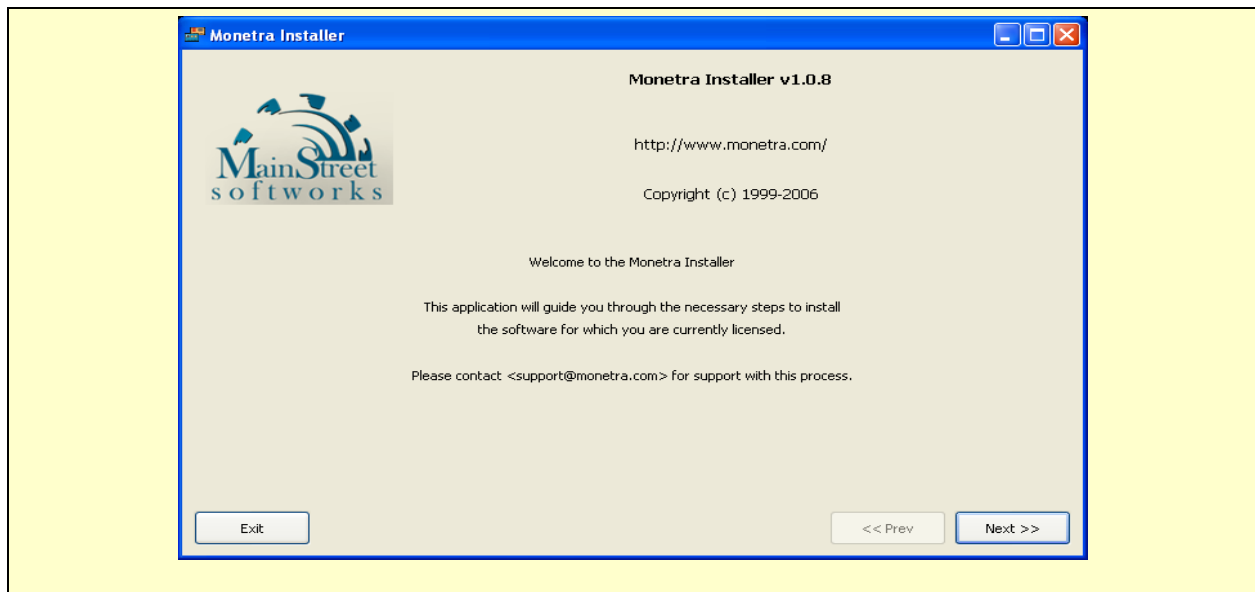 Monetra Installer
Monetra Installer v1.0.8
MainStreet
softworks
http://www.monetra.com/
Copyright (c) 1999-2006
Welcome to the Monetra Installer
This application will guide you through the necessary steps to install
the software for which you are currently licensed.
Please contact <support@monetra.com> for support with this process.
Exit
<< Prev
Next >>